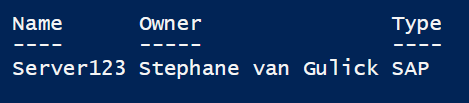 Name      Owner               Type
----      -----               ----
Server123 Stephane van Gulick SAP